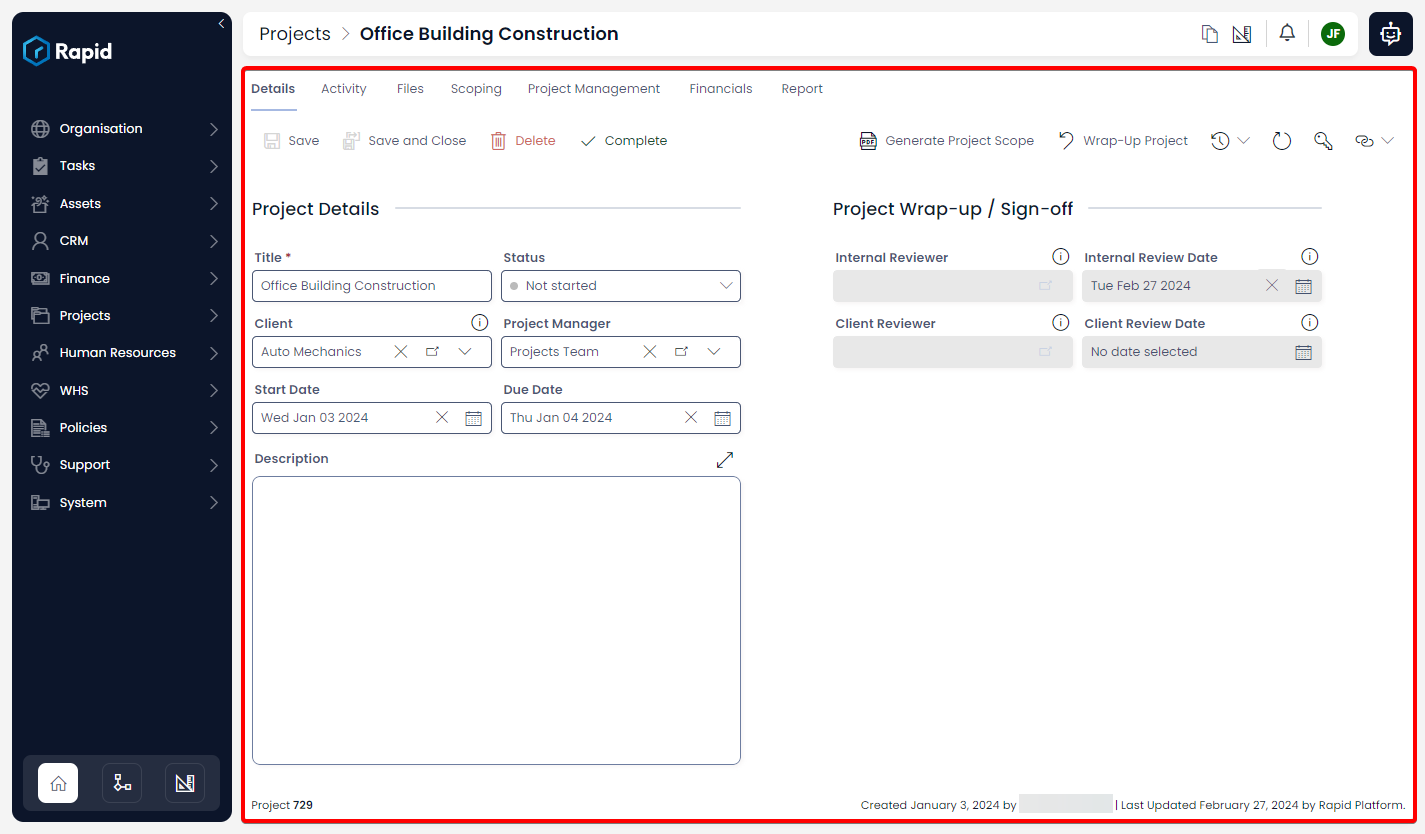 Rapid
Organisation
Tasks
Assets
CRM
Finance
Projects
Human Resources
WHS
Policies
Support
System
Projects > Office Building Construction
JF
Details Activity Files Scoping Project Management Financials Report
Save Save and Close Delete Complete PDF Generate Project Scope Wrap-Up Project
Project Details
Title * Status
Office Building Construction Not started
Client Project Manager
Auto Mechanics Projects Team
Start Date Due Date
Wed Jan 03 2024 Thu Jan 04 2024
Description
Project Wrap-up / Sign-off
Internal Reviewer Internal Review Date
Tue Feb 27 2024
Client Reviewer Client Review Date
No date selected
Project 729
Created January 3, 2024 by | Last Updated February 27, 2024 by Rapid Platform.